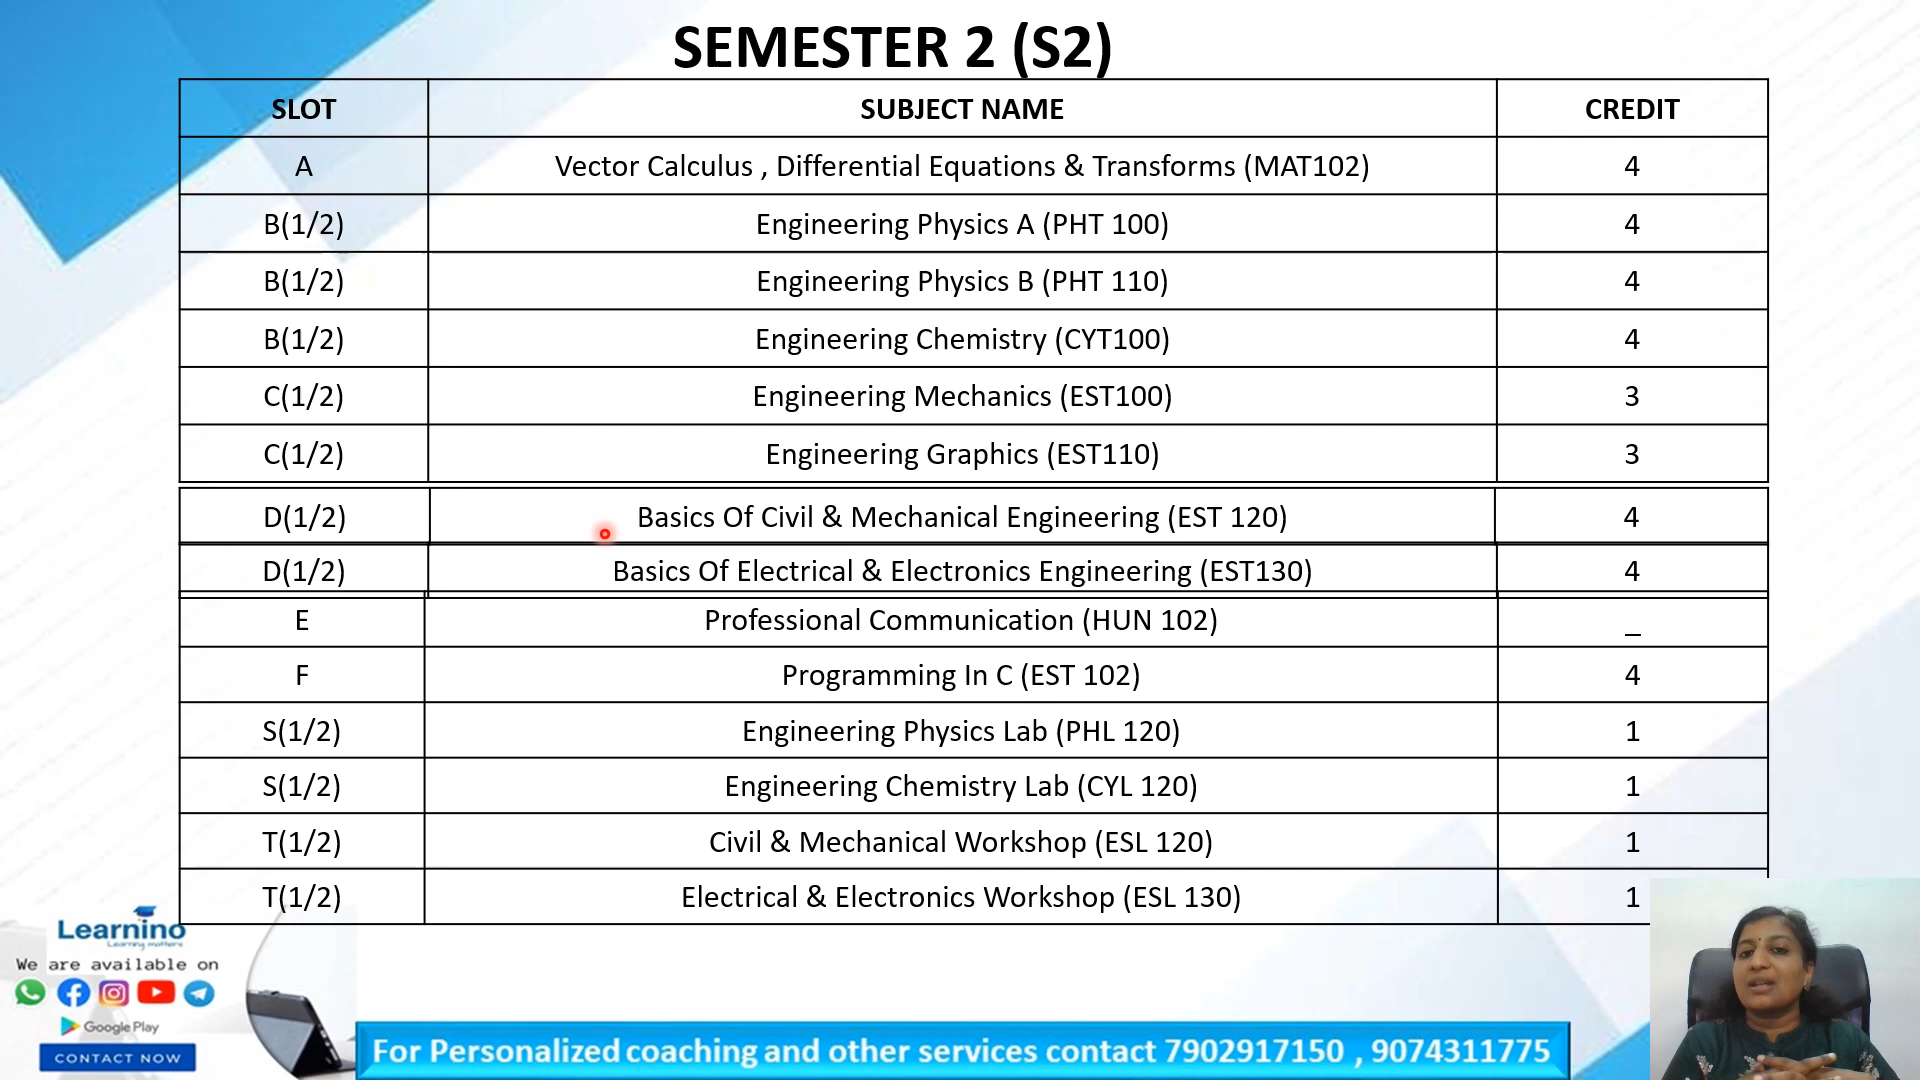 SEMESTER 2 (S2)
SLOT SUBJECT NAME CREDIT
A Vector Calculus , Differential Equations & Transforms (MAT102) 4
B(1/2) Engineering Physics A (PHT 100) 4
B(1/2) Engineering Physics B (PHT 110) 4
B(1/2) Engineering Chemistry (CYT100) 4
C(1/2) Engineering Mechanics (EST100) 3
C(1/2) Engineering Graphics (EST110) 3
D(1/2) Basics Of Civil & Mechanical Engineering (EST 120) 4
D(1/2) Basics Of Electrical & Electronics Engineering (EST130) 4
E Professional Communication (HUN 102) _
F Programming In C (EST 102) 4
S(1/2) Engineering Physics Lab (PHL 120) 1
S(1/2) Engineering Chemistry Lab (CYL 120) 1
T(1/2) Civil & Mechanical Workshop (ESL 120) 1
T(1/2) Electrical & Electronics Workshop (ESL 130) 1
Learnino
Learning matters
We are available on
Google Play
CONTACT NOW
For Personalized coaching and other services contact 7902917150 , 9074311775